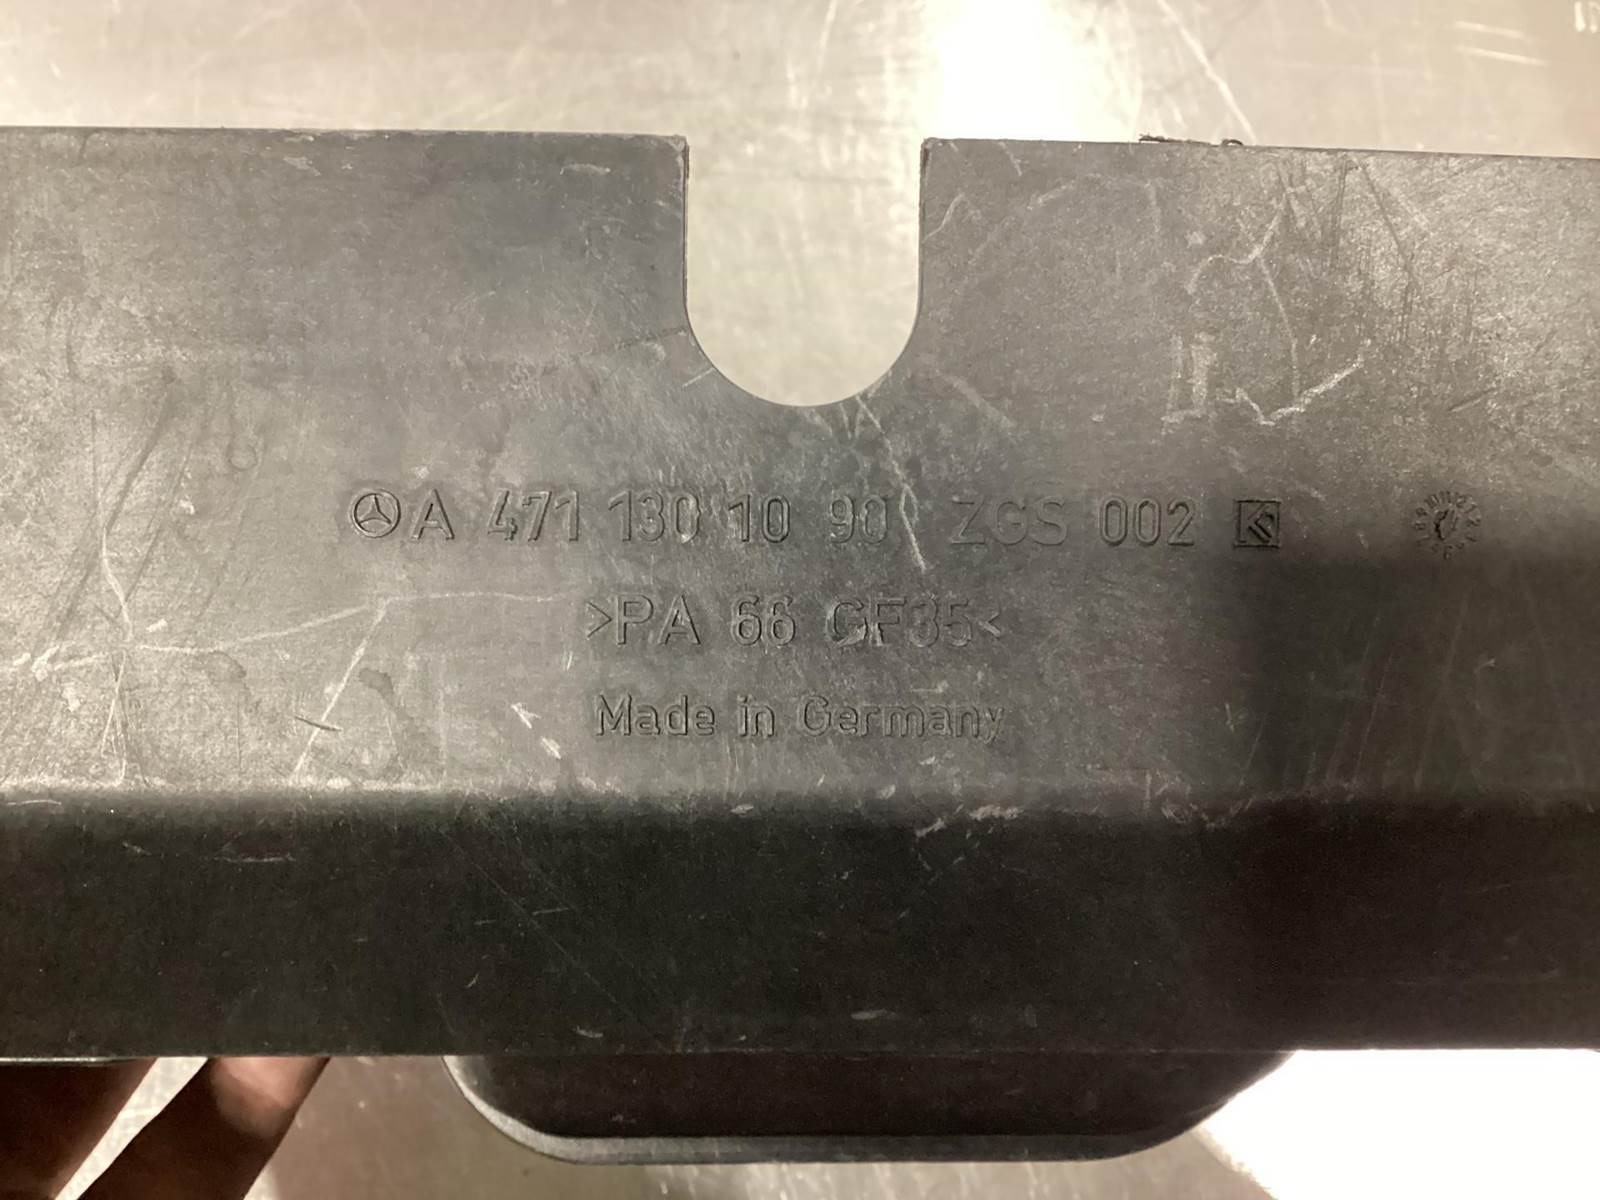 A 471 130 10 90 ZGS 002
>PA 66 GF35<
Made in Germany